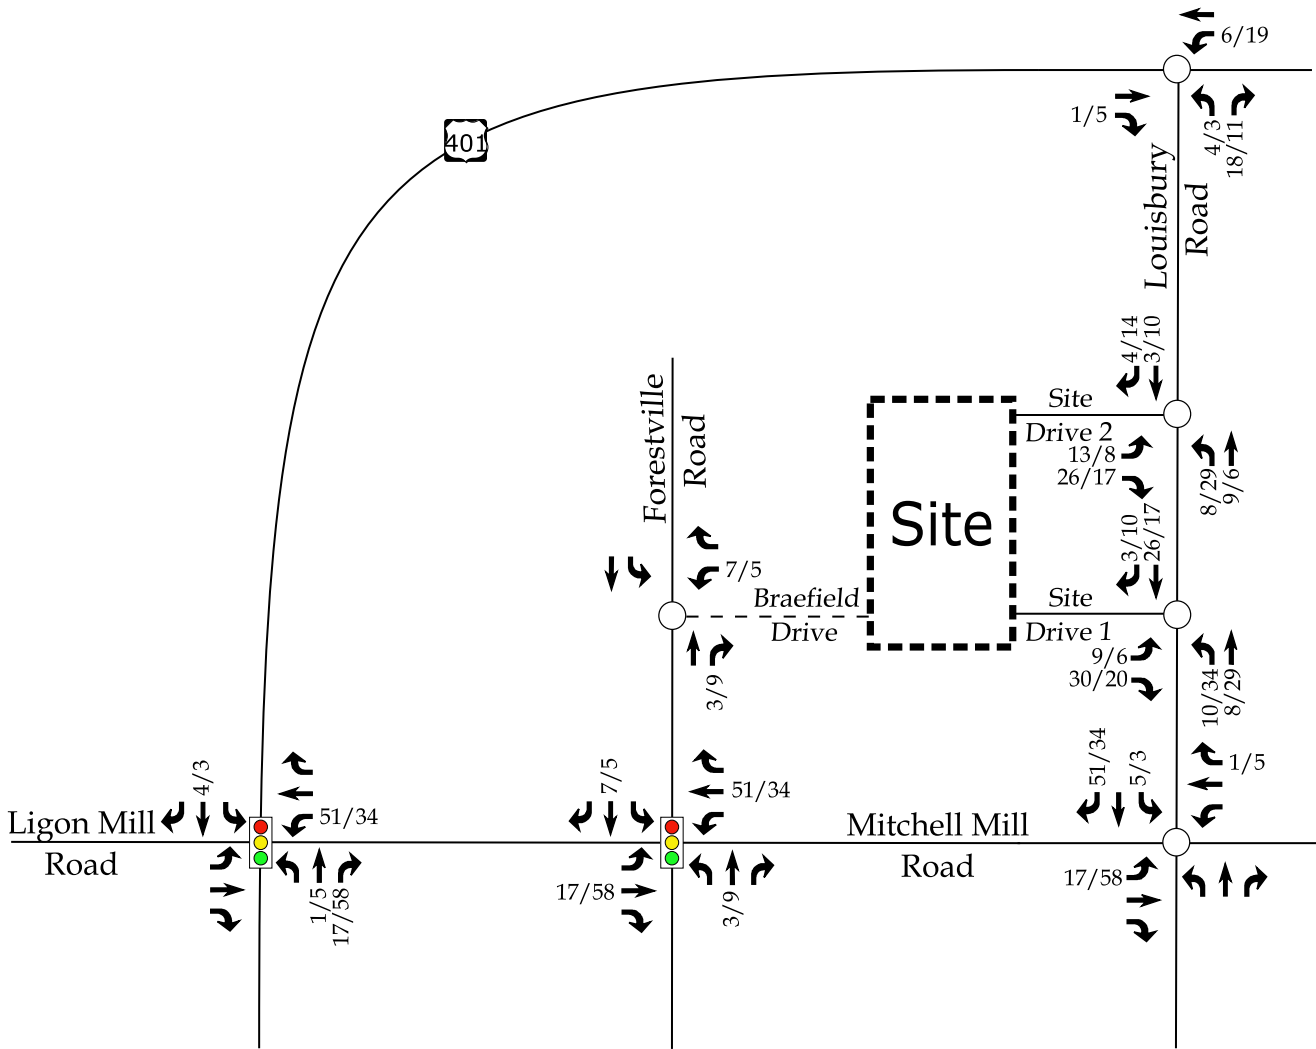 6/19
1/5
4/3
18/11
401
Louisbury
Road
4/14
3/10
Site
Drive 2
13/8
26/17
8/29
9/6
Forestville
Road
Site
3/10
26/17
7/5
Braefield
Drive
Site
Drive 1
9/6
30/20
3/9
10/34
8/29
4/3
7/5
51/34
5/3
1/5
51/34
51/34
Ligon Mill
Road
Mitchell Mill
Road
1/5
17/58
17/58
3/9
17/58